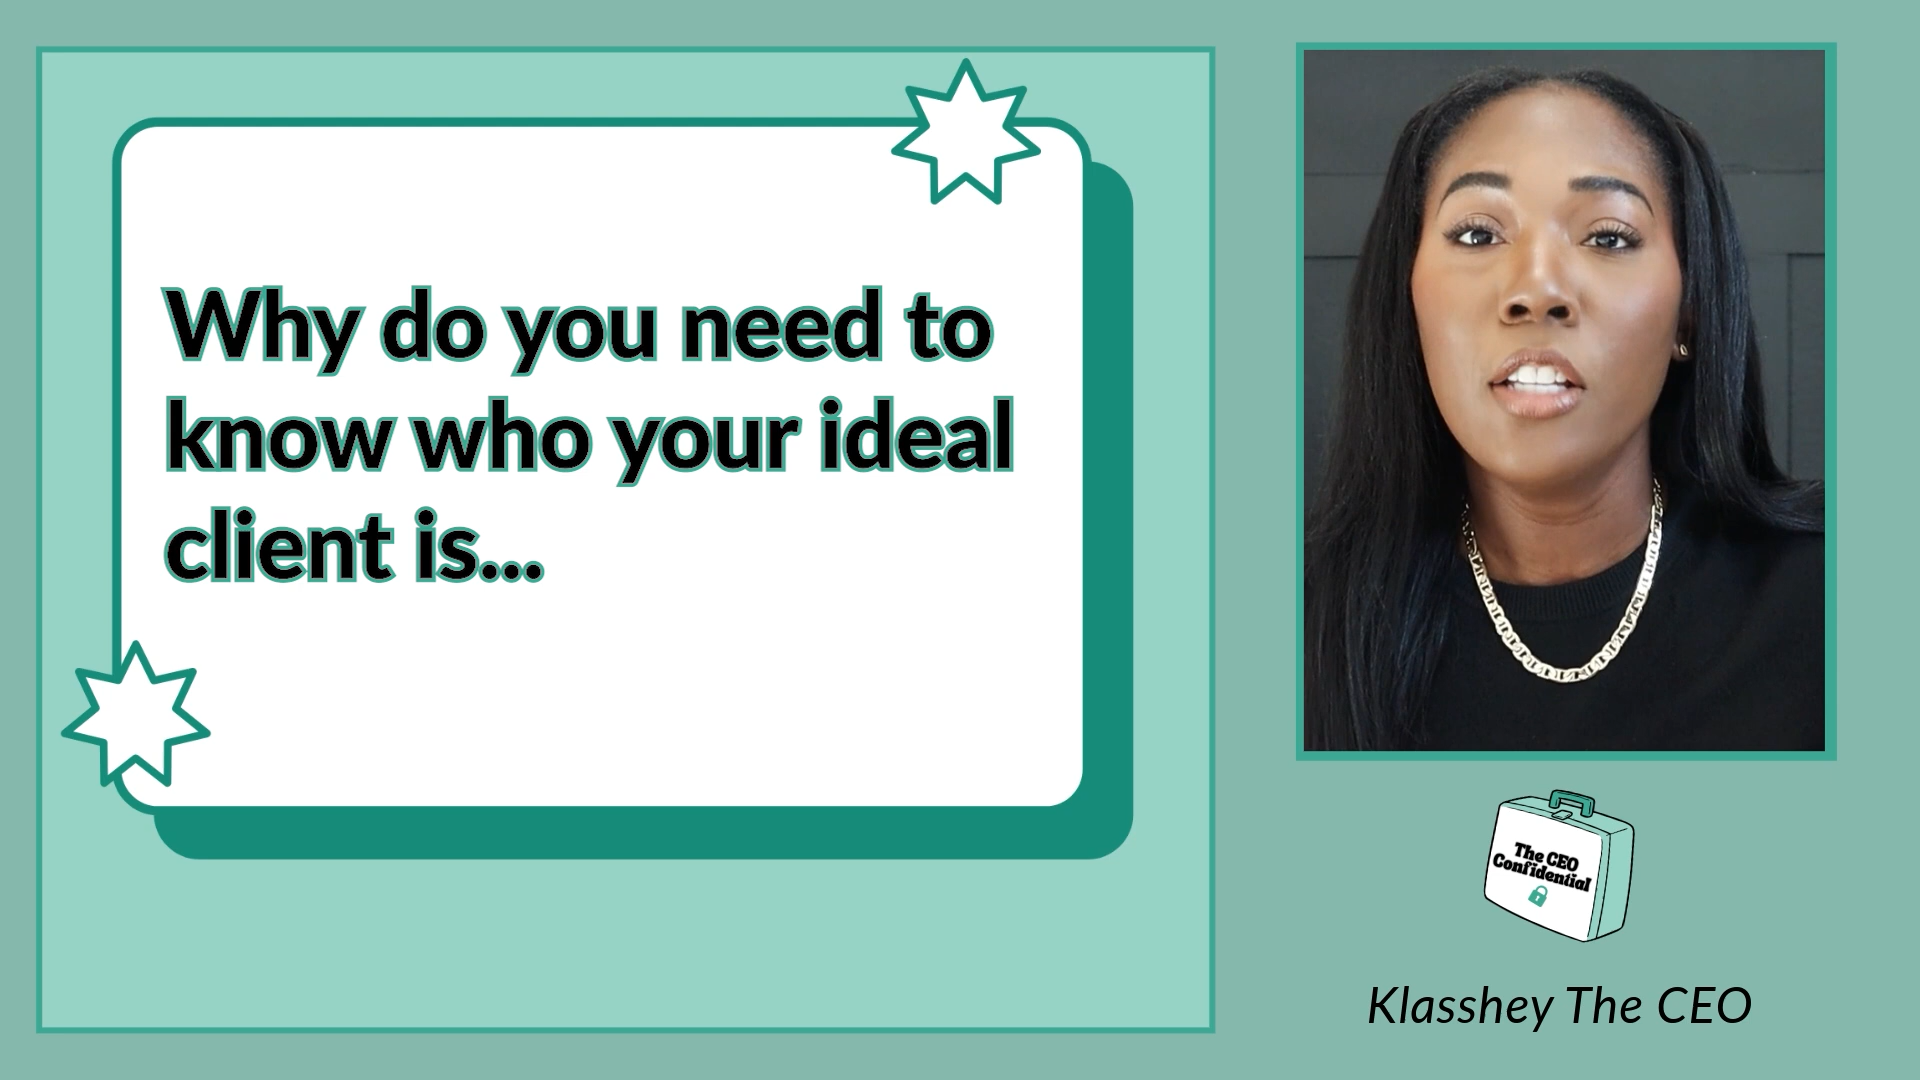 Why do you need to
know who your ideal
client is...
The CEO
Confidential
Klasshey The CEO